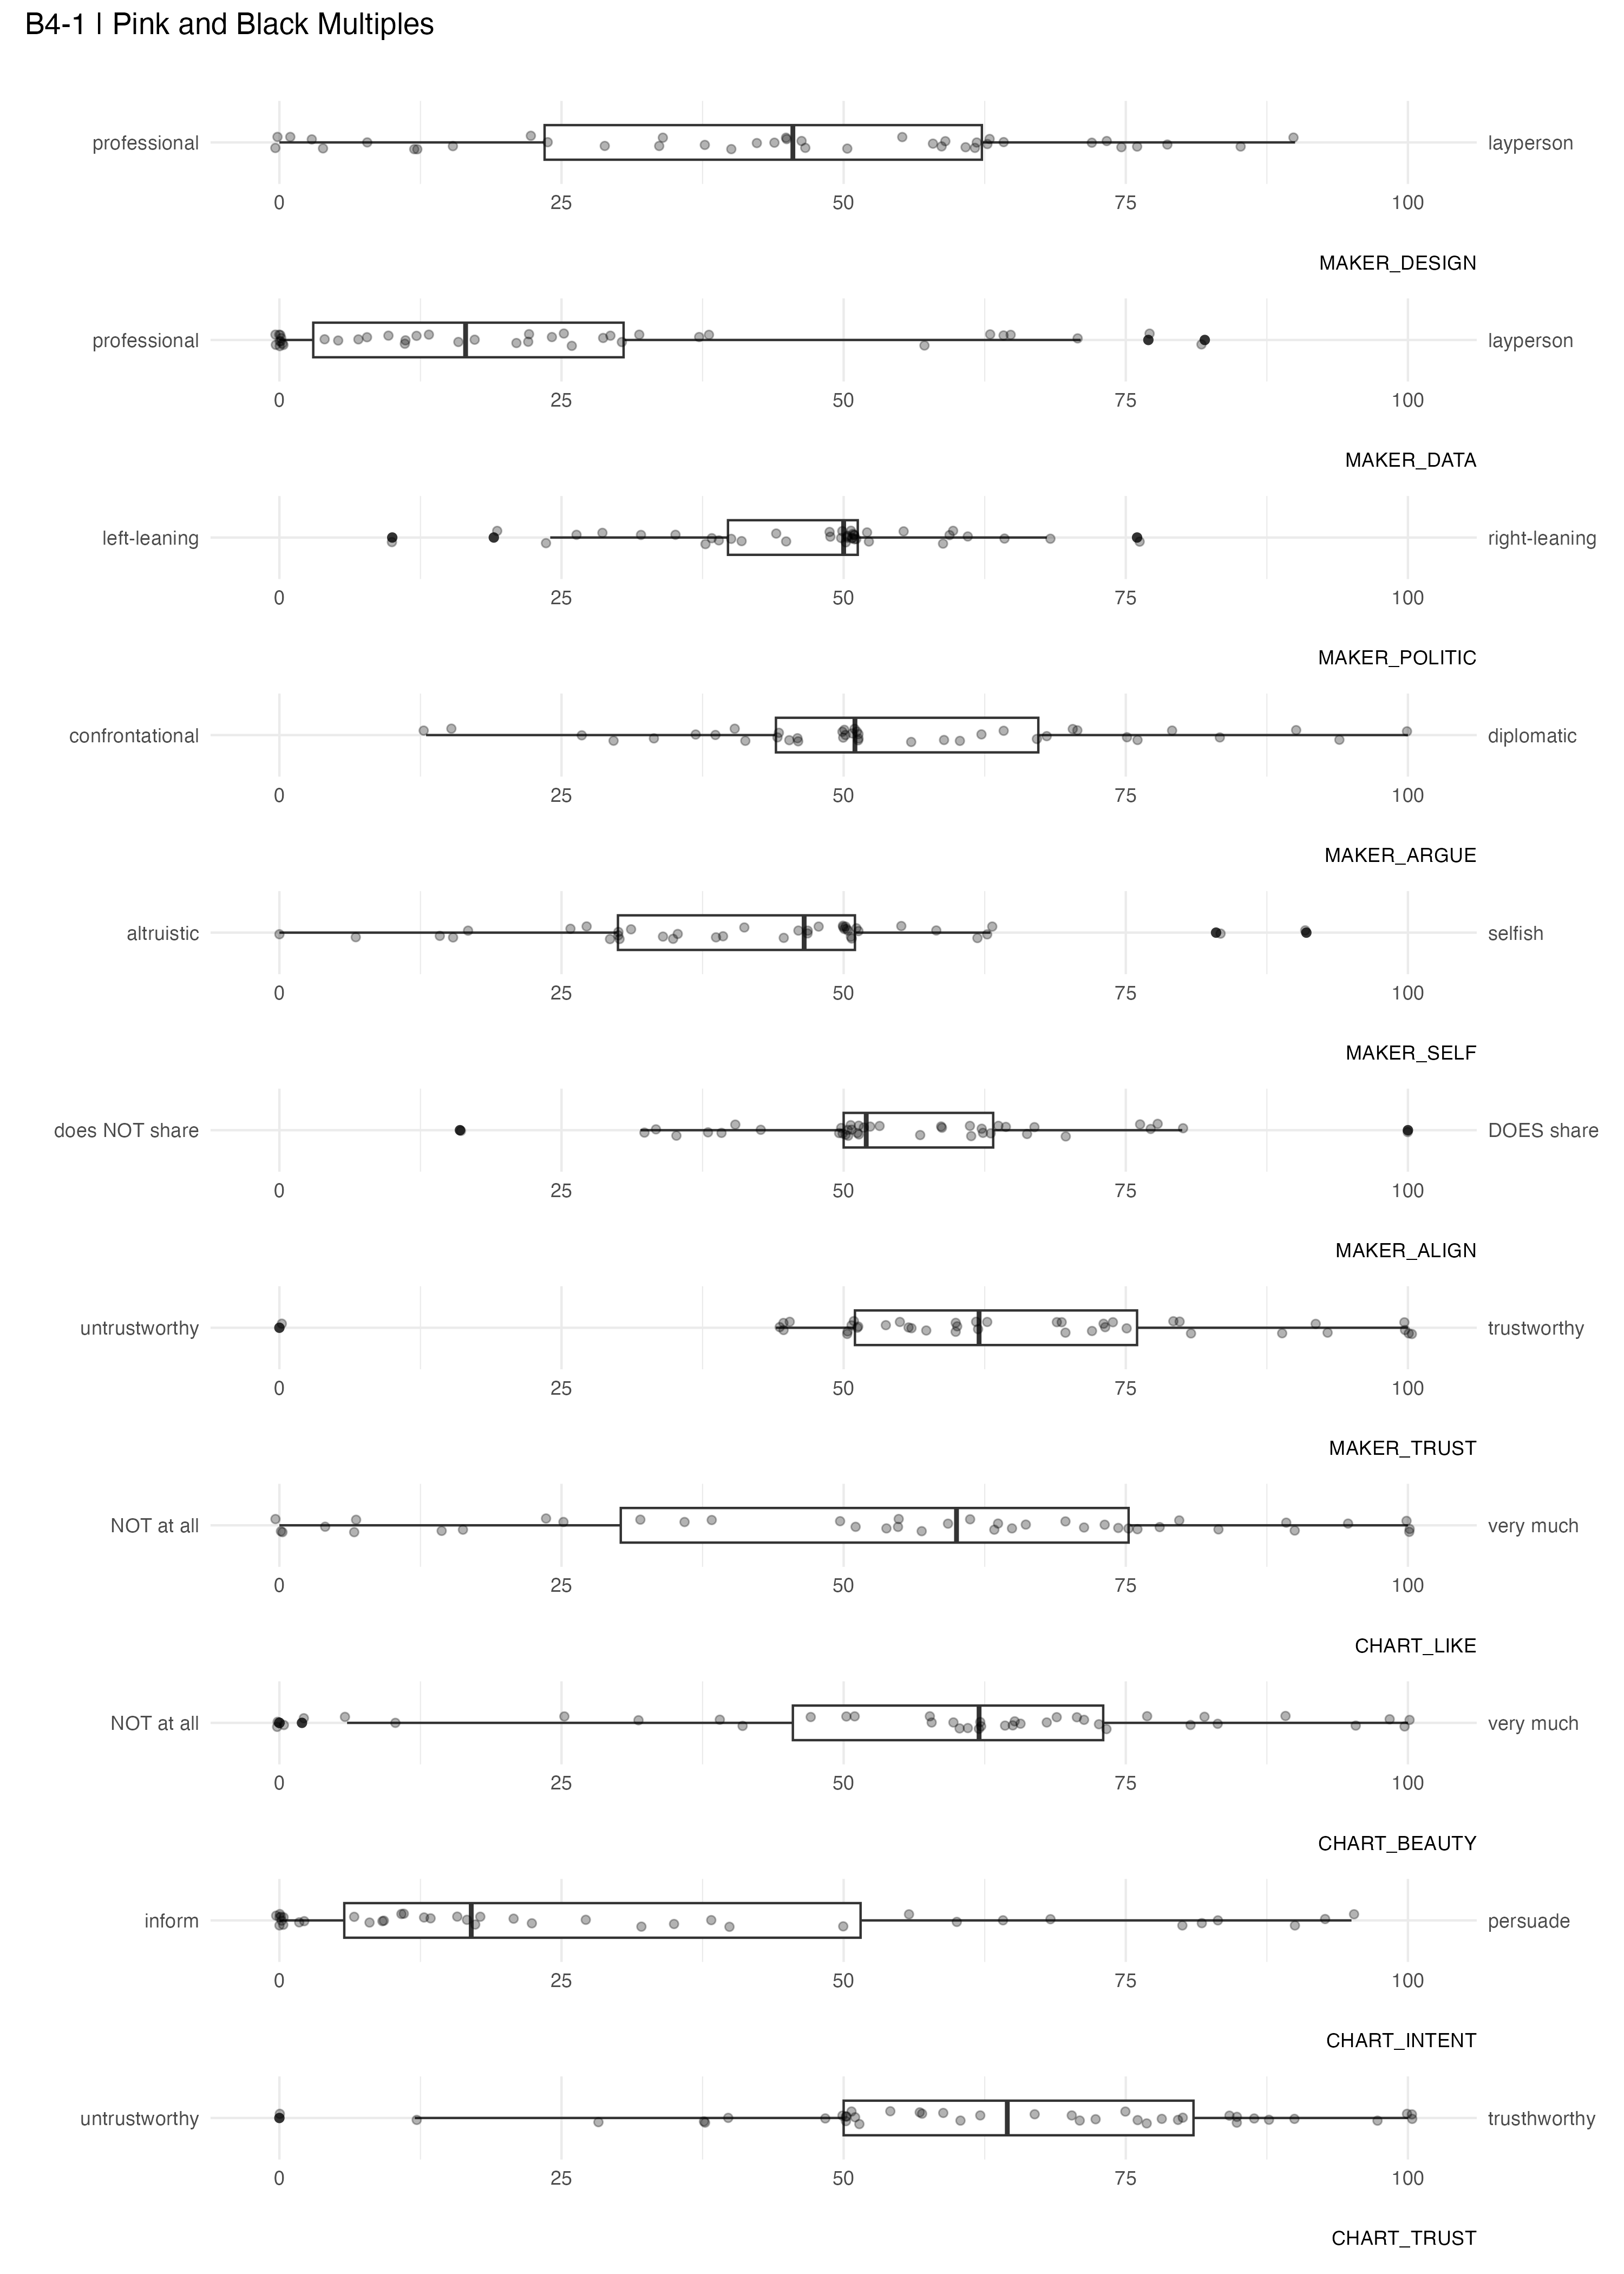 B4-1 | Pink and Black Multiples
professional layperson
0 25 50 75 100
MAKER_DESIGN
professional layperson
0 25 50 75 100
MAKER_DATA
left-leaning right-leaning
0 25 50 75 100
MAKER_POLITIC
confrontational diplomatic
0 25 50 75 100
MAKER_ARGUE
altruistic selfish
0 25 50 75 100
MAKER_SELF
does NOT share DOES share
0 25 50 75 100
MAKER_ALIGN
untrustworthy trustworthy
0 25 50 75 100
MAKER_TRUST
NOT at all very much
0 25 50 75 100
CHART_LIKE
NOT at all very much
0 25 50 75 100
CHART_BEAUTY
inform persuade
0 25 50 75 100
CHART_INTENT
untrustworthy trusthworthy
0 25 50 75 100
CHART_TRUST